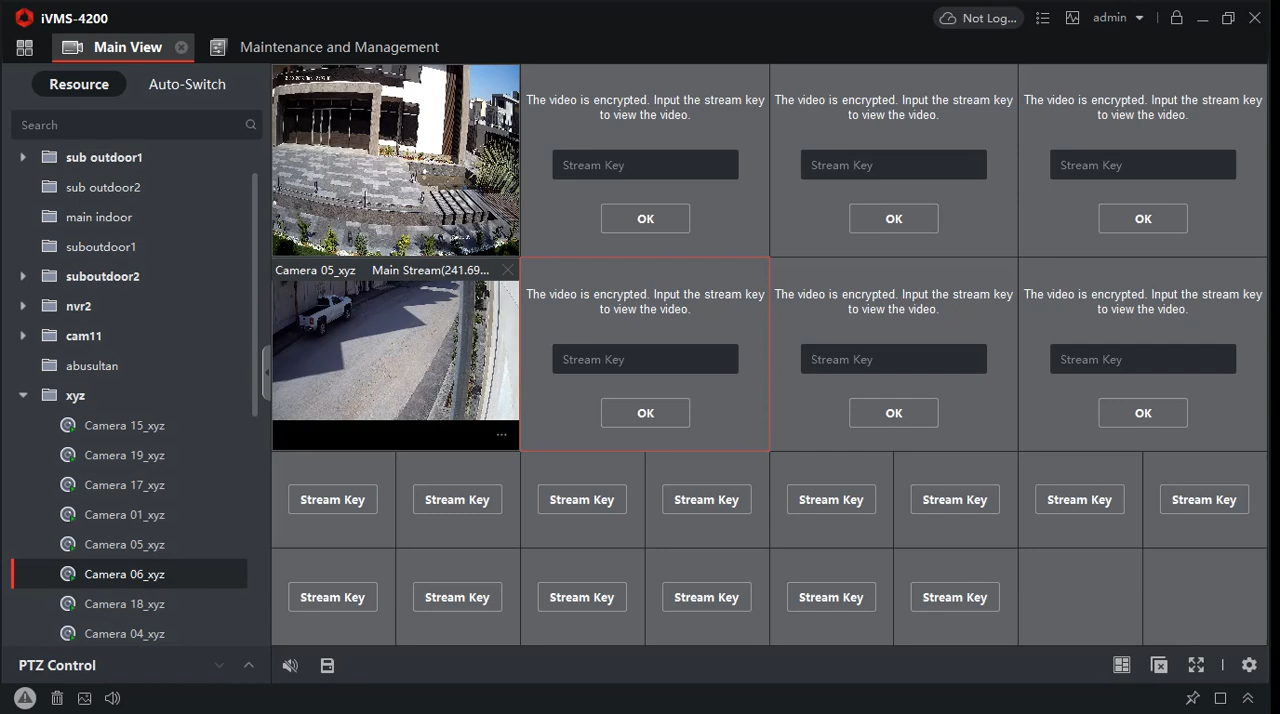 iVMS-4200
Not Log...
admin
Main View
Maintenance and Management
Resource
Auto-Switch
Search
sub outdoor1
sub outdoor2
main indoor
suboutdoor1
suboutdoor2
nvr2
cam11
abusultan
xyz
Camera 15_xyz
Camera 19_xyz
Camera 17_xyz
Camera 01_xyz
Camera 05_xyz
Camera 06_xyz
Camera 18_xyz
Camera 04_xyz
PTZ Control
The video is encrypted. Input the stream key
to view the video.
Stream Key
OK
The video is encrypted. Input the stream key
to view the video.
Stream Key
OK
The video is encrypted. Input the stream key
to view the video.
Stream Key
OK
Camera 05_xyz Main Stream(241.69...
The video is encrypted. Input the stream key
to view the video.
Stream Key
OK
The video is encrypted. Input the stream key
to view the video.
Stream Key
OK
The video is encrypted. Input the stream key
to view the video.
Stream Key
OK
Stream Key Stream Key Stream Key Stream Key Stream Key Stream Key Stream Key Stream Key
Stream Key Stream Key Stream Key Stream Key Stream Key Stream Key